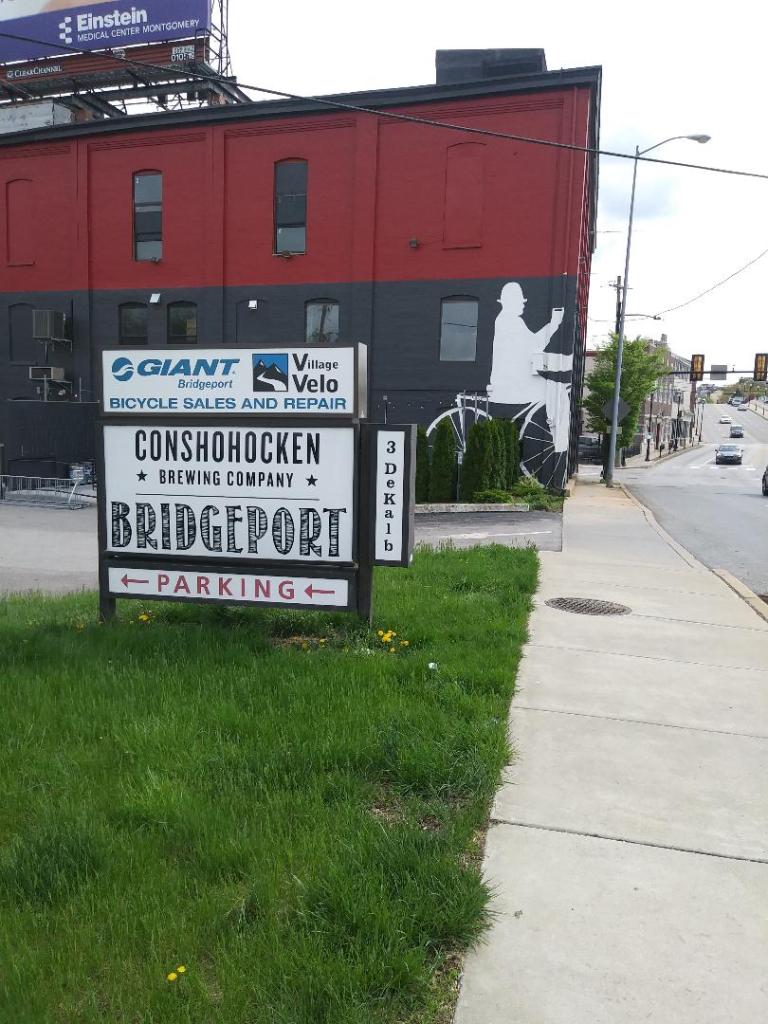 Einstein
MEDICAL CENTER MONTGOMERY
CLEARCHANNEL
GIANT
Bridgeport
Village
Velo
BICYCLE SALES AND REPAIR
CONSHOHOCKEN
★ BREWING COMPANY ★
BRIDGEPORT
3 DeKalb
← PARKING ←